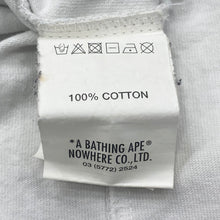 100% COTTON
*A BATHING APE®
NOWHERE CO., LTD.
03 (5772) 2524